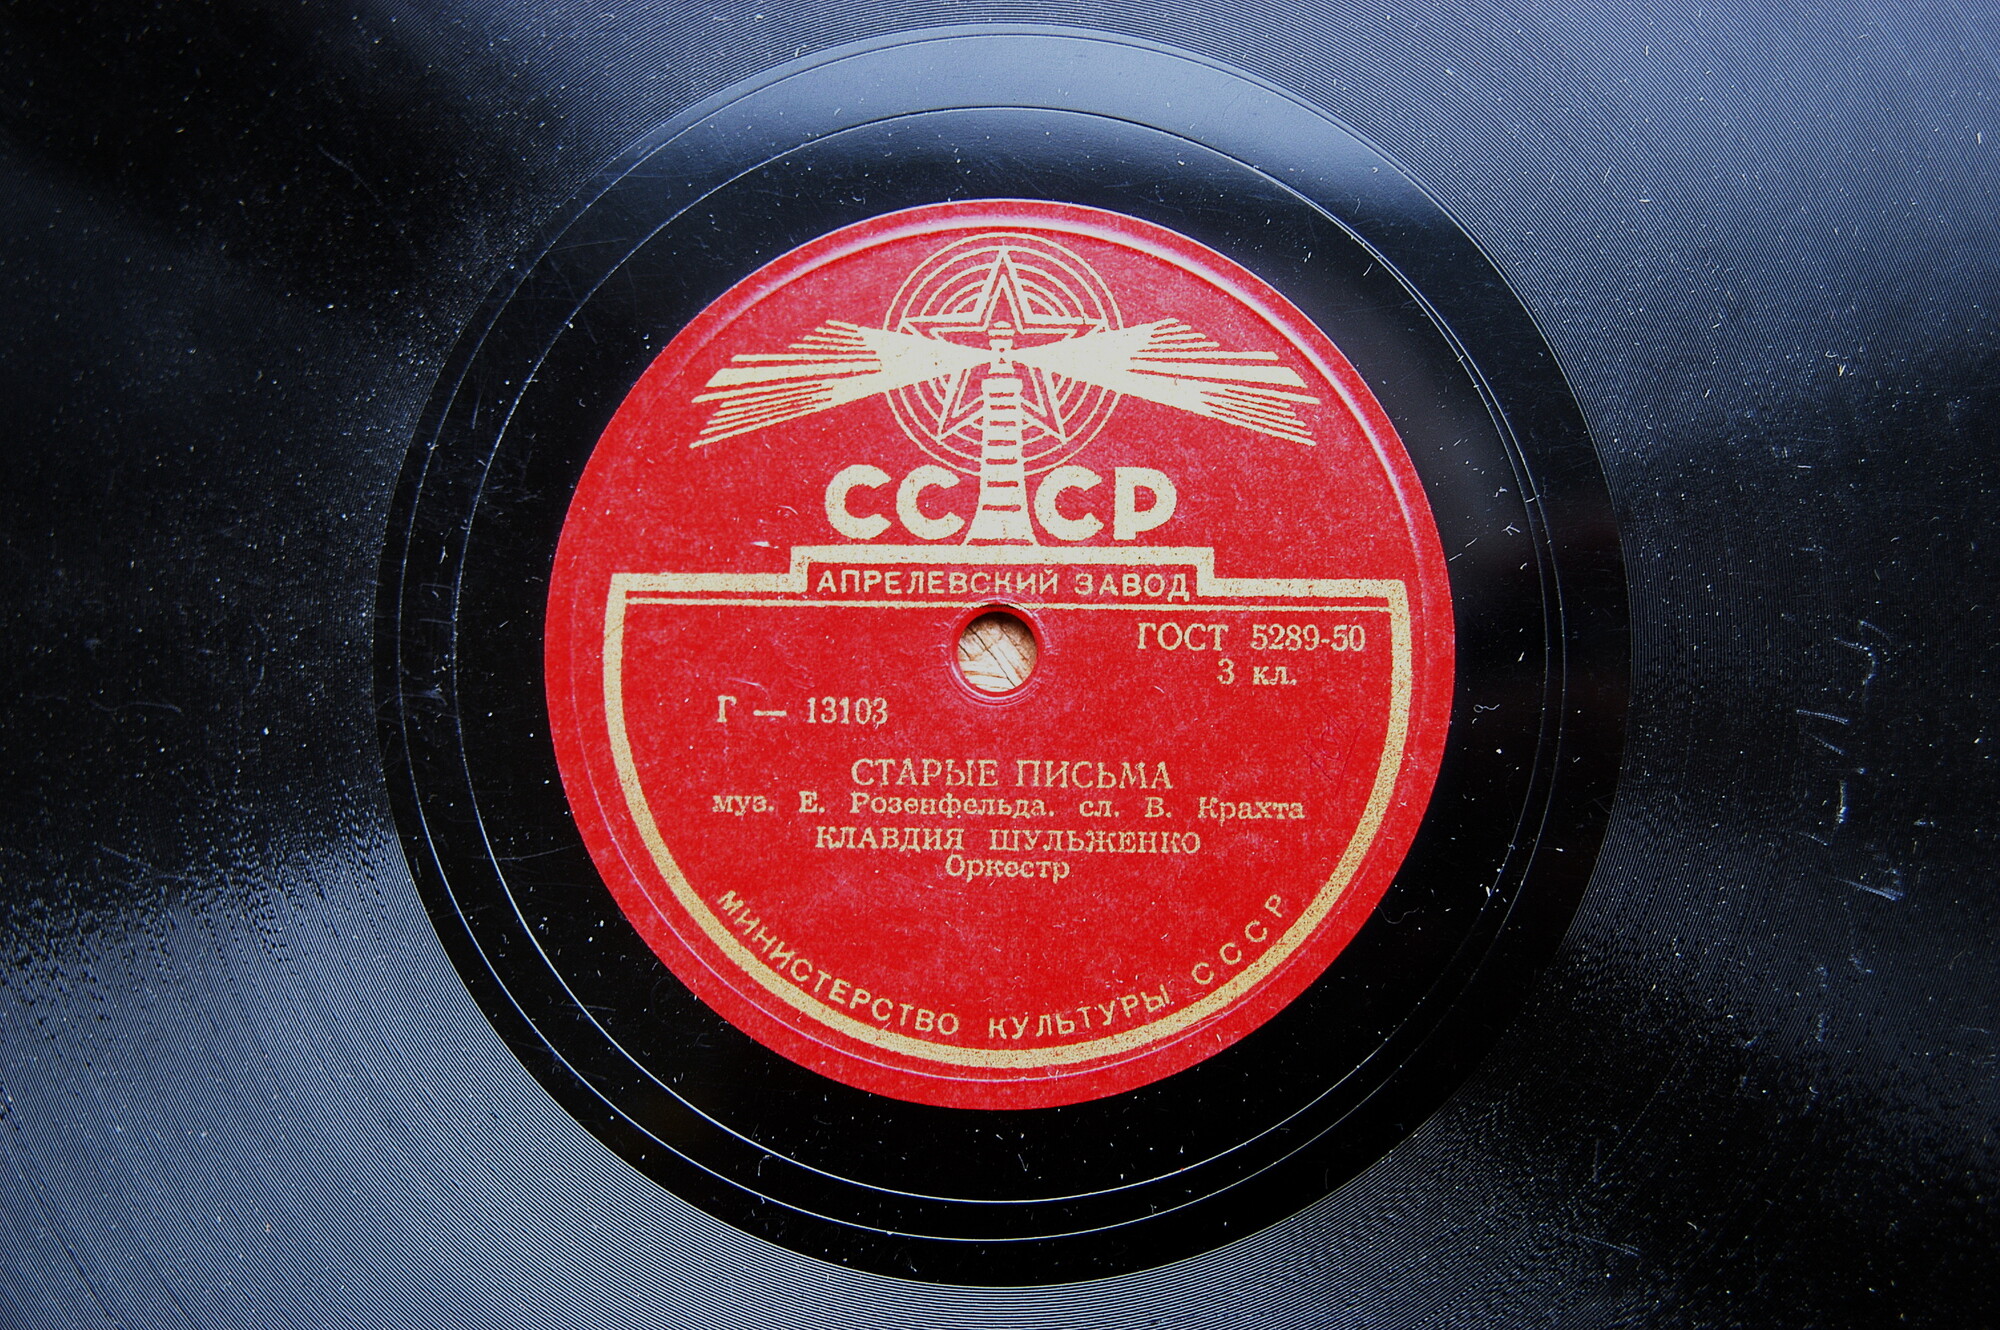 СССР
АПРЕЛЕВСКИЙ ЗАВОД
ГОСТ 5289-50
3 кл.
Г — 13103
СТАРЫЕ ПИСЬМА
муз. Е. Розенфельда. сл. В. Крахта
КЛАВДИЯ ШУЛЬЖЕНКО
Оркестр
МИНИСТЕРСТВО КУЛЬТУРЫ СССР